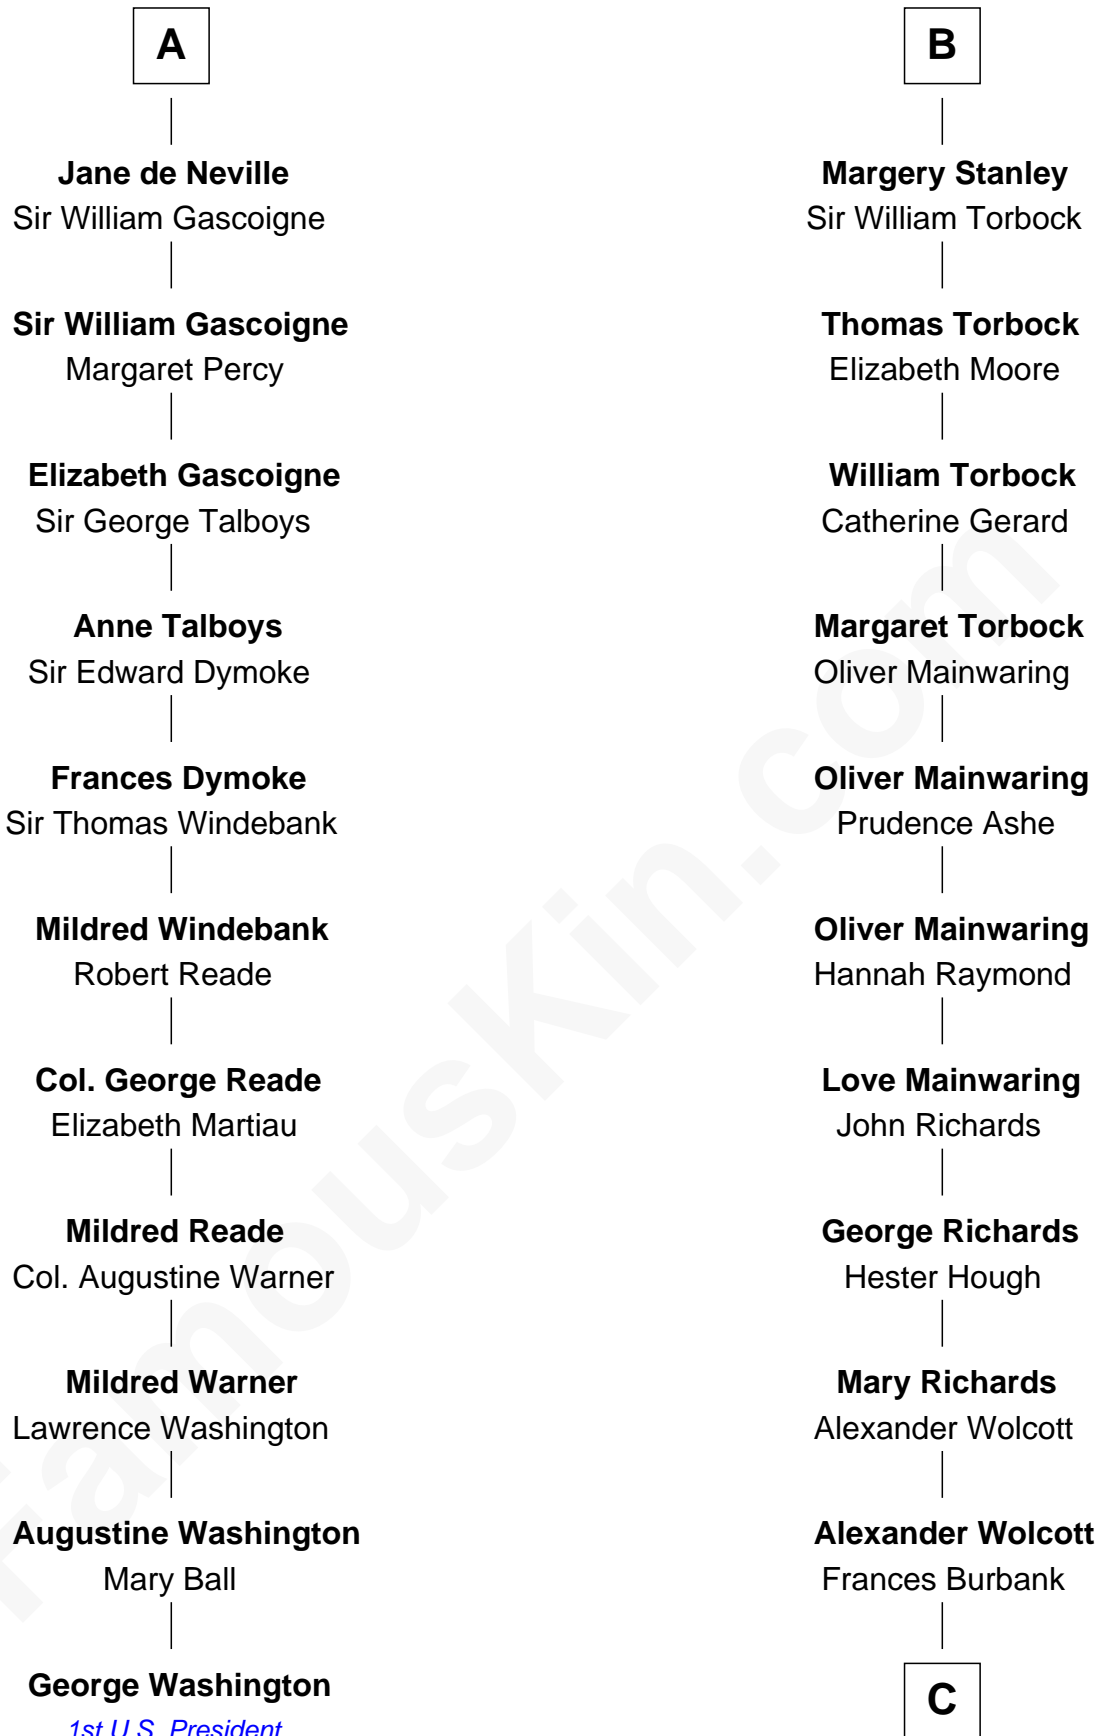 A
Jane de Neville
Sir William Gascoigne
Sir William Gascoigne
Margaret Percy
Elizabeth Gascoigne
Sir George Talboys
Anne Talboys
Sir Edward Dymoke
Frances Dymoke
Sir Thomas Windebank
Mildred Windebank
Robert Reade
Col. George Reade
Elizabeth Martiau
Mildred Reade
Col. Augustine Warner
Mildred Warner
Lawrence Washington
Augustine Washington
Mary Ball
George Washington
1st U.S. President
B
Margery Stanley
Sir William Torbock
Thomas Torbock
Elizabeth Moore
William Torbock
Catherine Gerard
Margaret Torbock
Oliver Mainwaring
Oliver Mainwaring
Prudence Ashe
Oliver Mainwaring
Hannah Raymond
Love Mainwaring
John Richards
George Richards
Hester Hough
Mary Richards
Alexander Wolcott
Alexander Wolcott
Frances Burbank
C
FamousKin.com